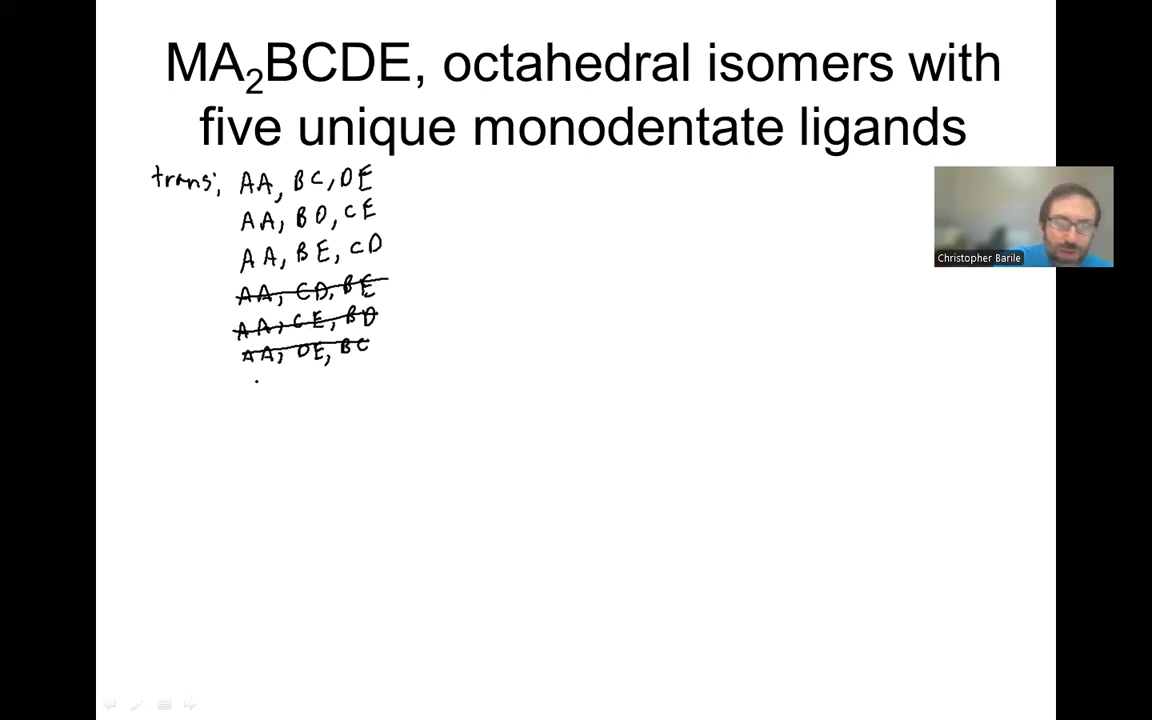 MA₂BCDE, octahedral isomers with
five unique monodentate ligands
trans: AA, BC, DE
AA, BD, CE
AA, BE, CD
AA, CD, BE
AA, CE, BD
AA, DE, BC
Christopher Barile